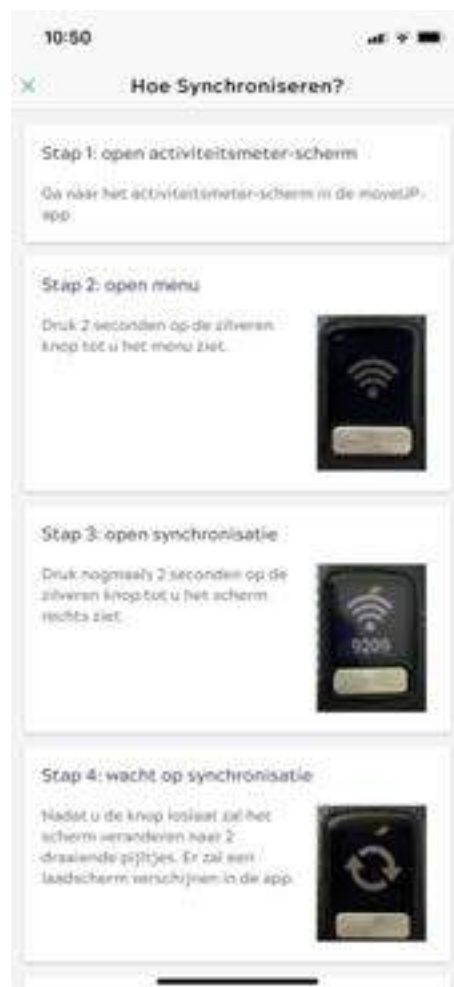 10:50
Hoe Synchroniseren?
Stap 1: open activiteitsmeter-scherm
Ga naar het activiteitsmeter-scherm in de moveUP-
app
Stap 2: open menu
Druk 2 seconden op de zilveren
knop tot u het menu ziet.
Stap 3: open synchronisatie
Druk nogmaals 2 seconden op de
zilveren knop tot u het scherm
rechts ziet.
9209
Stap 4: wacht op synchronisatie
Nadat u de knop loslaat zal het
scherm veranderen naar 2
draaiende pijltjes. Er zal een
laadscherm verschijnen in de app.